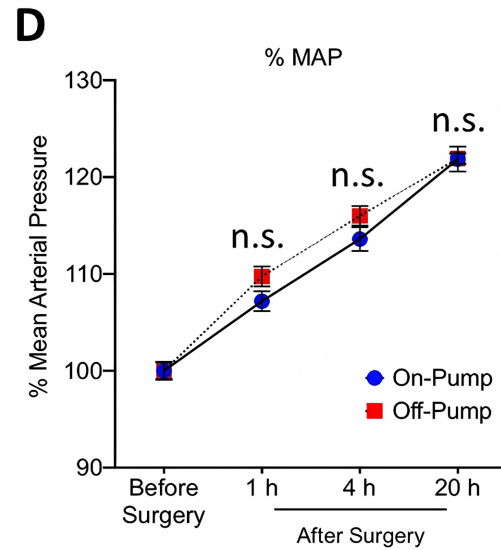 D
% MAP
% Mean Arterial Pressure
130
120
110
100
90
n.s.
n.s.
n.s.
On-Pump
Off-Pump
Before Surgery
1 h
4 h
20 h
After Surgery